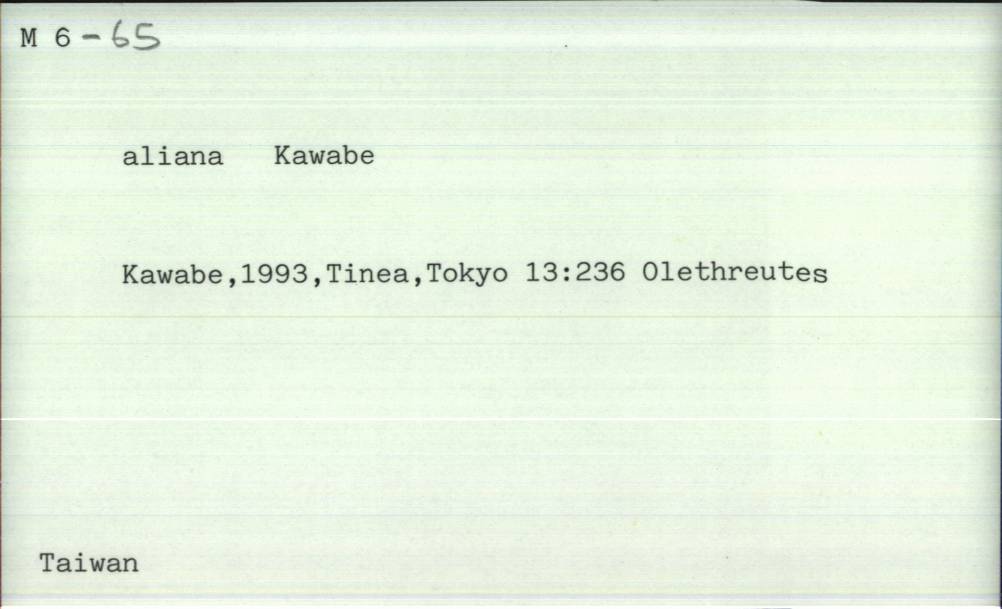 M 6-65
aliana Kawabe
Kawabe,1993,Tinea,Tokyo 13:236 Olethreutes
Taiwan